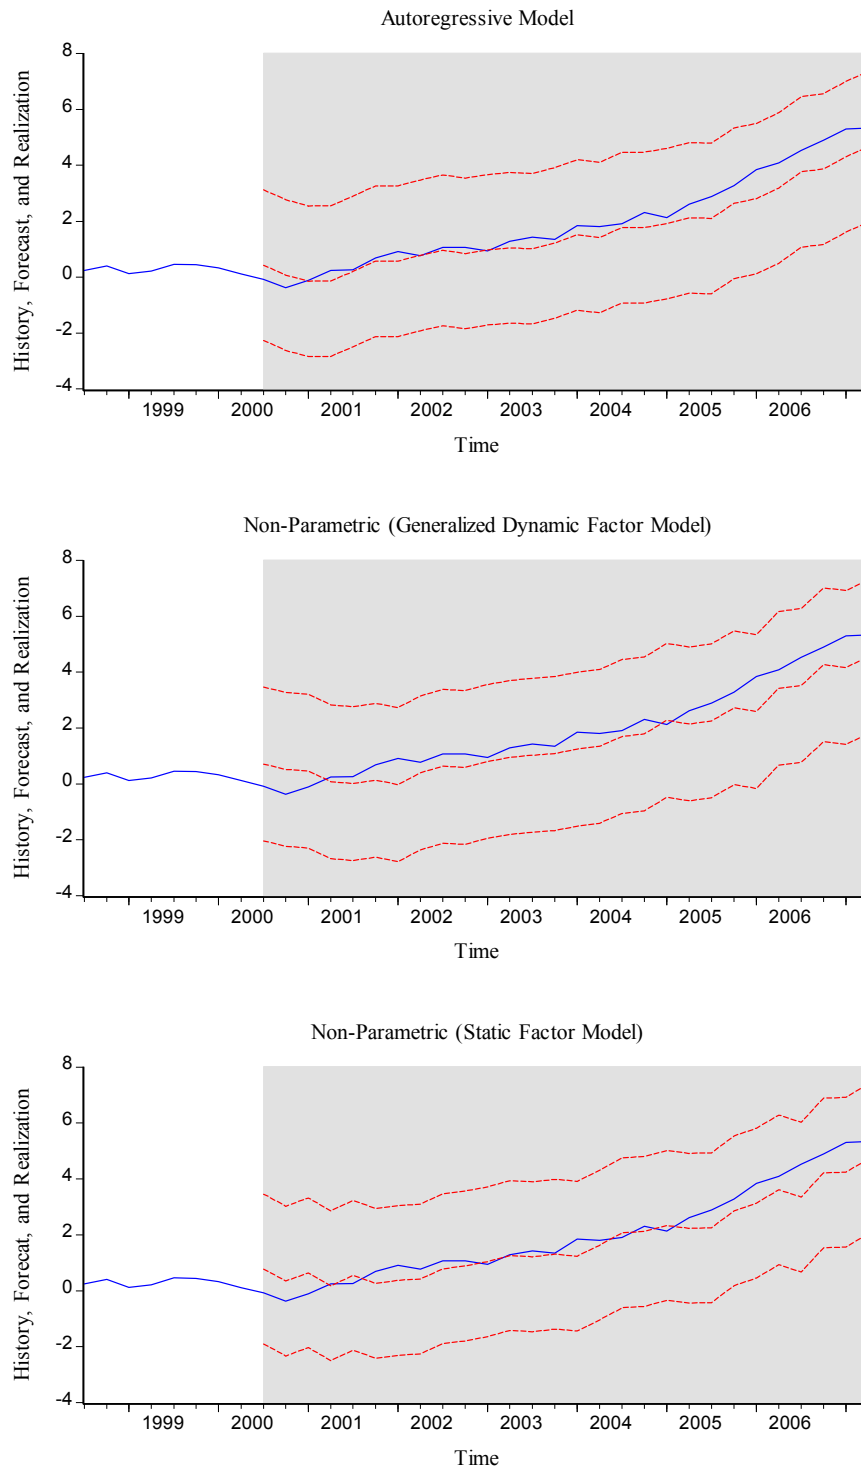 Autoregressive Model
History, Forecast, and Realization
8
6
4
2
0
-2
-4
1999 2000 2001 2002 2003 2004 2005 2006
Time
Non-Parametric (Generalized Dynamic Factor Model)
History, Forecast, and Realization
8
6
4
2
0
-2
-4
1999 2000 2001 2002 2003 2004 2005 2006
Time
Non-Parametric (Static Factor Model)
History, Forecat, and Realization
8
6
4
2
0
-2
-4
1999 2000 2001 2002 2003 2004 2005 2006
Time